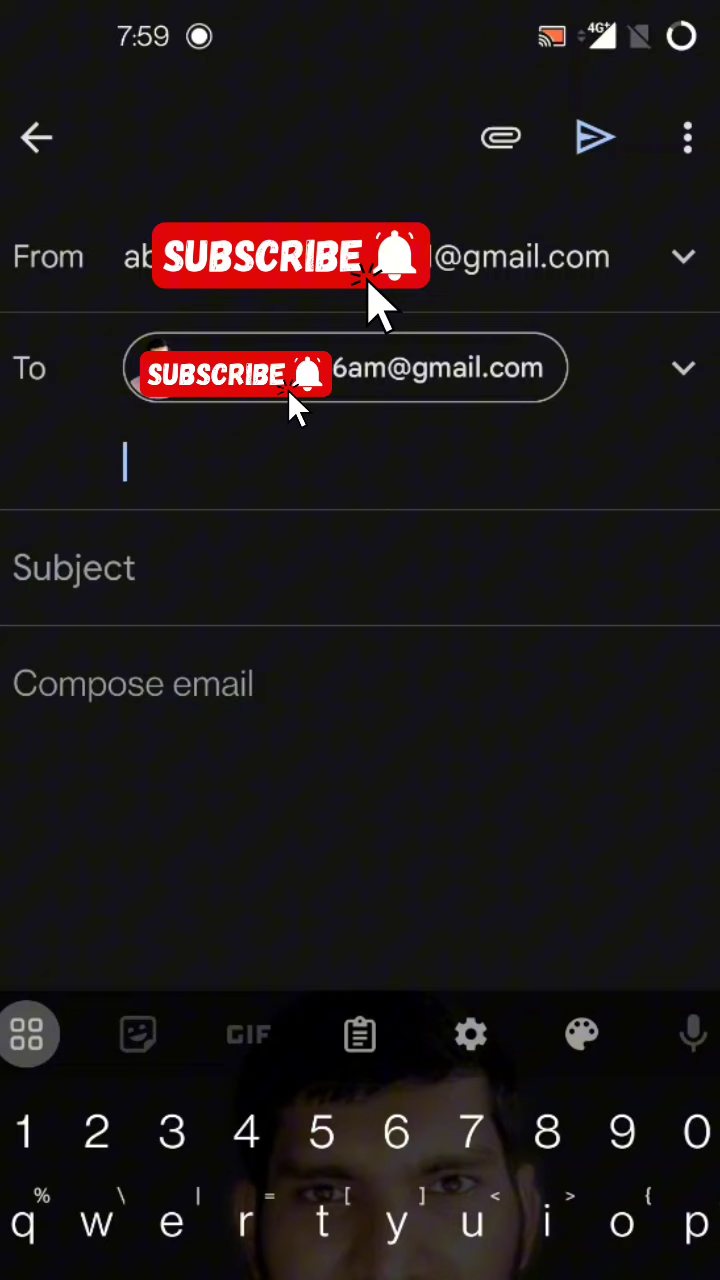 7:59 4G+
From ab SUBSCRIBE l@gmail.com
To SUBSCRIBE 6am@gmail.com
Subject
Compose email
GIF
1 2 3 4 5 6 7 8 9 0
% \ | = [ ] < > {
q w e r t y u i o p